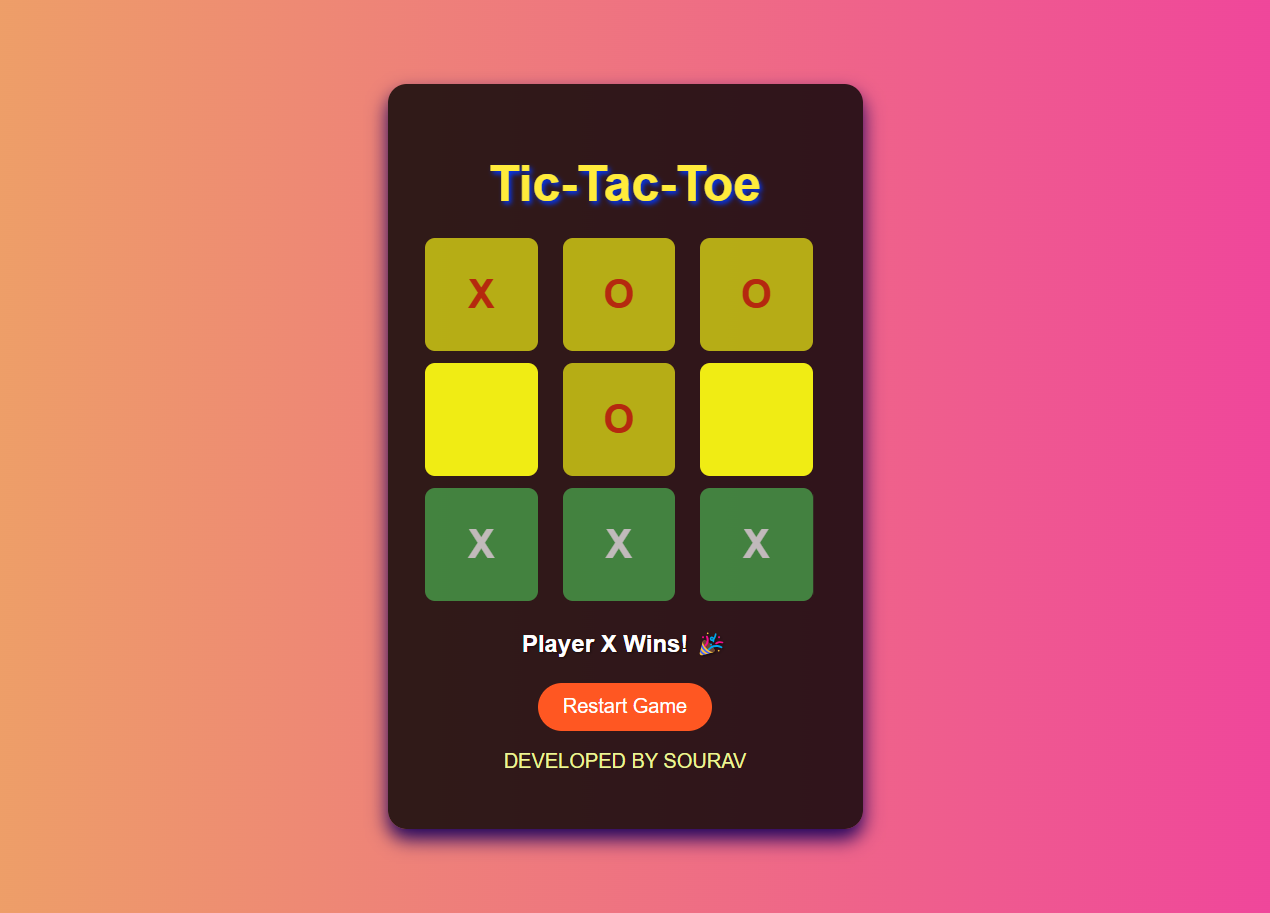 Tic-Tac-Toe
X O O
O
X X X
Player X Wins! 🎉
Restart Game
DEVELOPED BY SOURAV